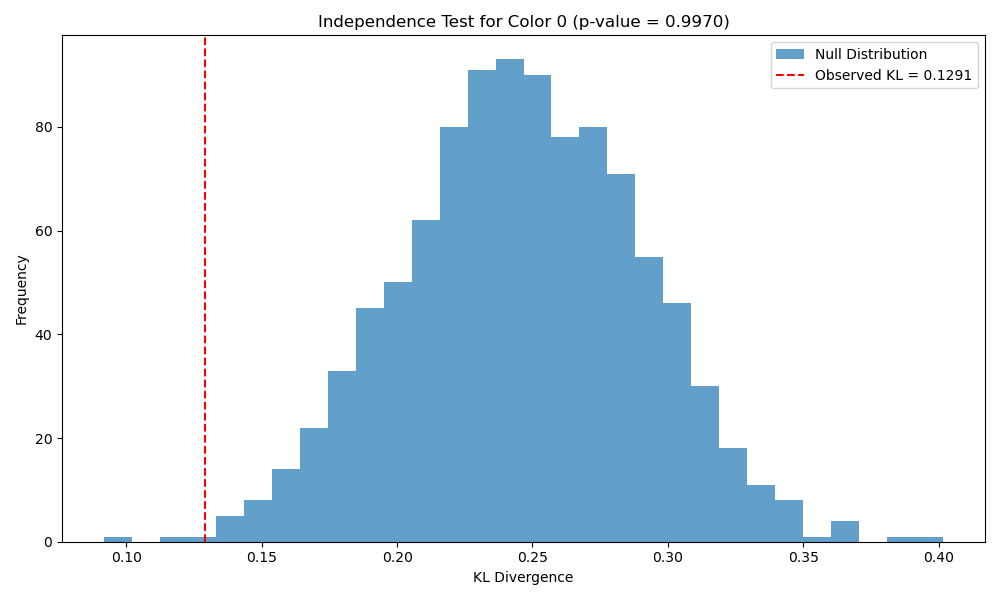 Independence Test for Color 0 (p-value = 0.9970)
Null Distribution
Observed KL = 0.1291
Frequency
80
60
40
20
0
0.10 0.15 0.20 0.25 0.30 0.35 0.40
KL Divergence